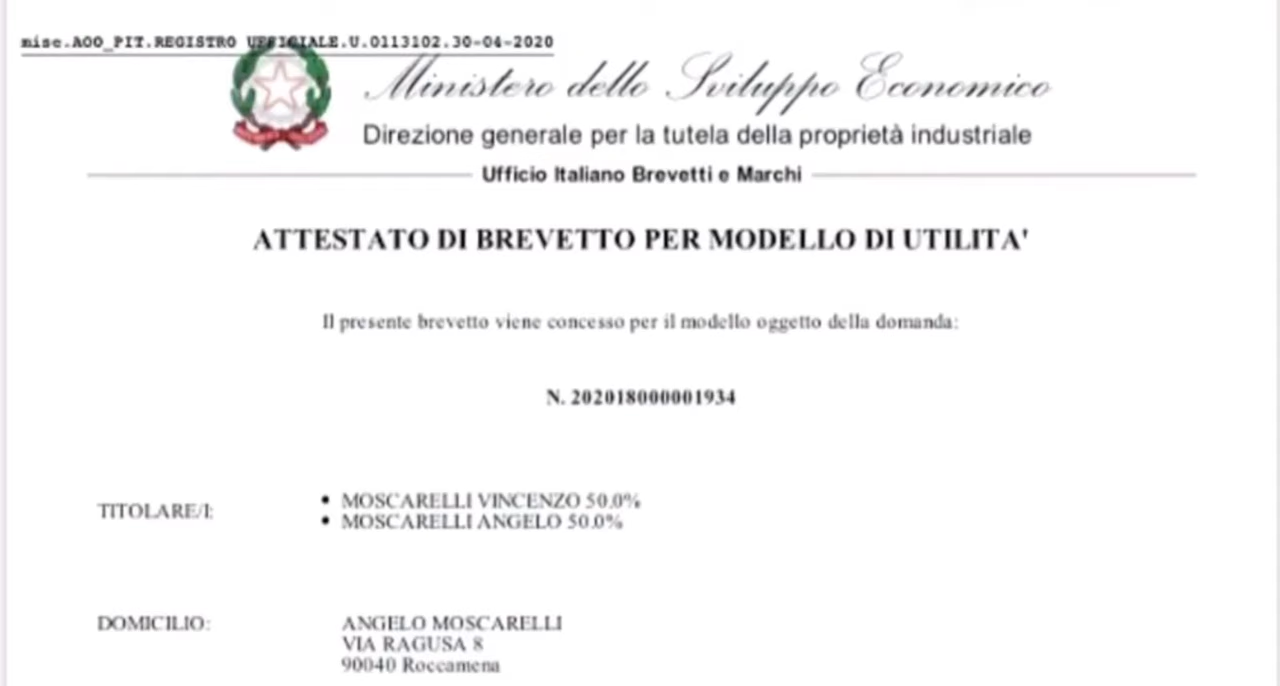 mise.AOO_PIT.REGISTRO UFFICIALE.U.0113102.30-04-2020
Ministero dello Sviluppo Economico
Direzione generale per la tutela della proprietà industriale
Ufficio Italiano Brevetti e Marchi
ATTESTATO DI BREVETTO PER MODELLO DI UTILITA'
Il presente brevetto viene concesso per il modello oggetto della domanda:
N. 202018000001934
TITOLARE/I:
• MOSCARELLI VINCENZO 50.0%
• MOSCARELLI ANGELO 50.0%
DOMICILIO:
ANGELO MOSCARELLI
VIA RAGUSA 8
90040 Roccamena